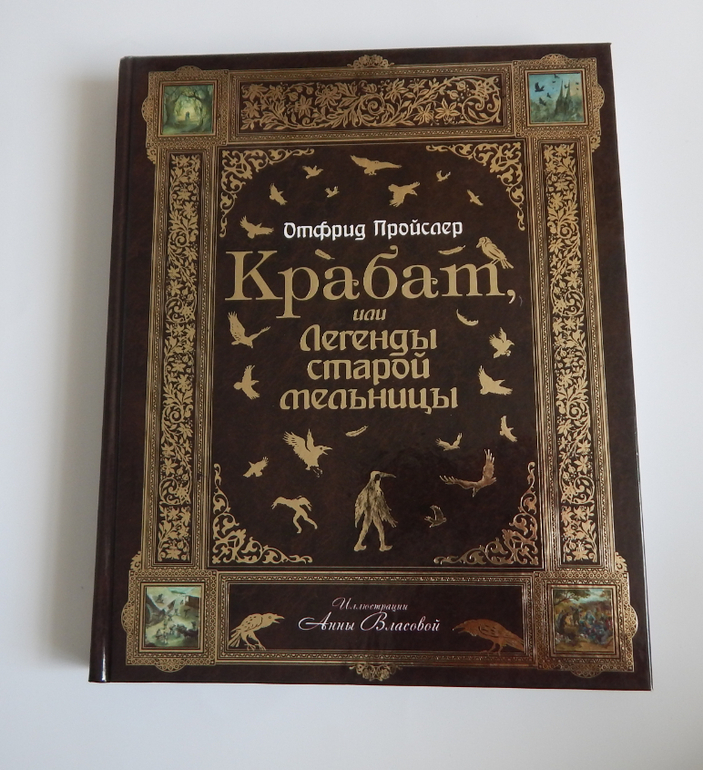 Отфрид Пройслер
Крабат,
или
Легенды
старой
мельницы
Иллюстрации
Анны Власовой